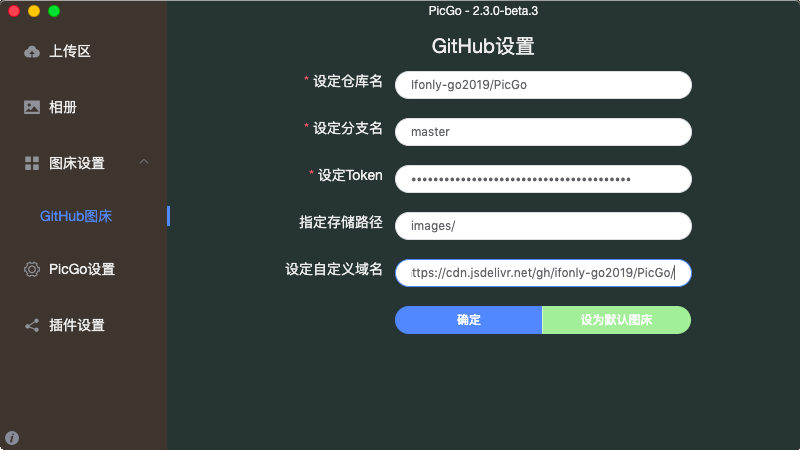 PicGo - 2.3.0-beta.3
上传区
相册
图床设置
GitHub图床
PicGo设置
插件设置
GitHub设置
* 设定仓库名
Ifonly-go2019/PicGo
* 设定分支名
master
* 设定Token
••••••••••••••••••••••••••••••••••••••••
指定存储路径
images/
设定自定义域名
ttps://cdn.jsdelivr.net/gh/ifonly-go2019/PicGo/
确定
设为默认图床